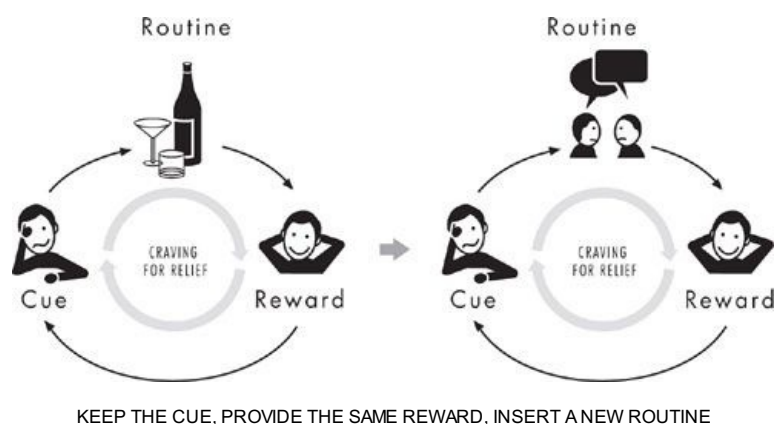 Routine
CRAVING
FOR RELIEF
Cue
Reward
Routine
CRAVING
FOR RELIEF
Cue
Reward
KEEP THE CUE, PROVIDE THE SAME REWARD, INSERT A NEW ROUTINE